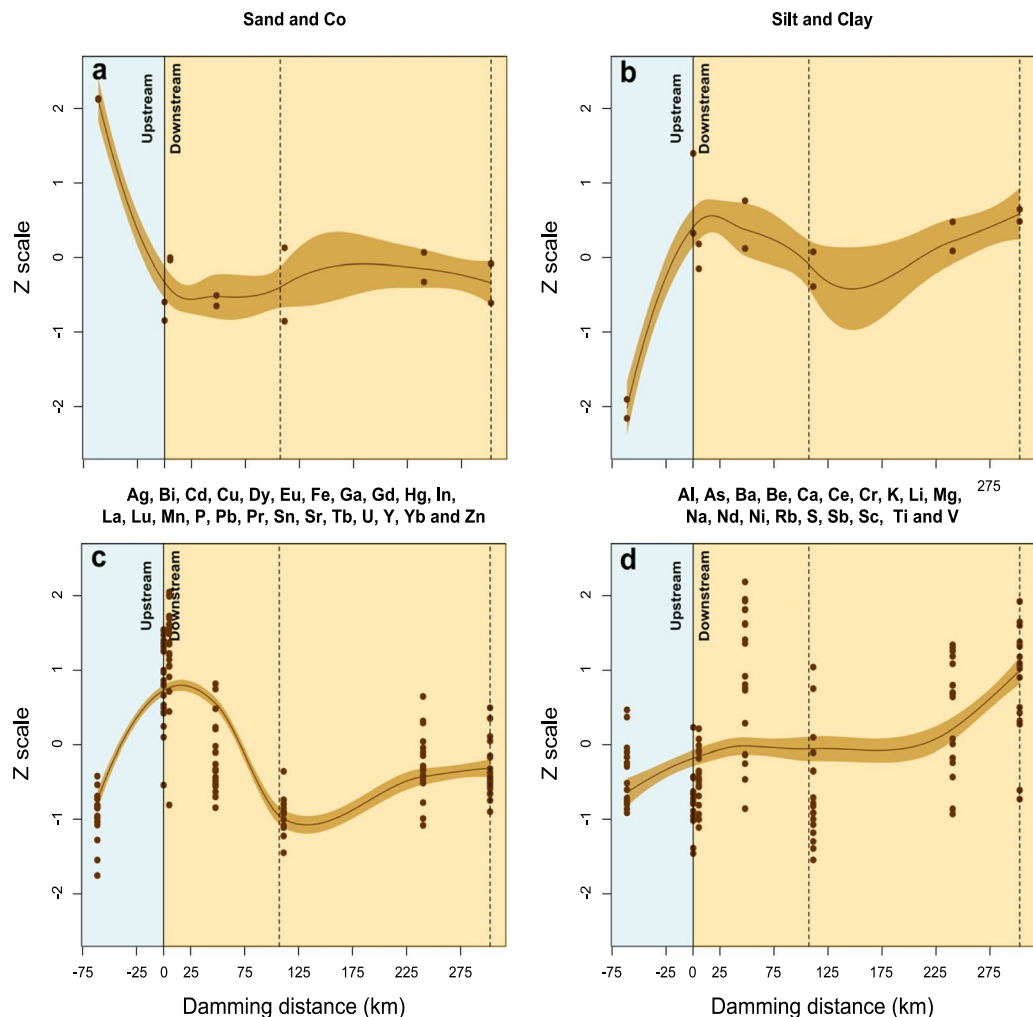 Sand and Co
Silt and Clay
a
Upstream
Downstream
Z scale
2
1
0
-1
-2
b
Upstream
Downstream
Z scale
2
1
0
-1
-2
275
Ag, Bi, Cd, Cu, Dy, Eu, Fe, Ga, Gd, Hg, In,
La, Lu, Mn, P, Pb, Pr, Sn, Sr, Tb, U, Y, Yb and Zn
Al, As, Ba, Be, Ca, Ce, Cr, K, Li, Mg,
Na, Nd, Ni, Rb, S, Sb, Sc, Ti and V
c
Upstream
Downstream
Z scale
2
1
0
-1
-2
-75 -25 0 25 75 125 175 225 275
Damming distance (km)
d
Upstream
Downstream
Z scale
2
1
0
-1
-2
-75 -25 0 25 75 125 175 225 275
Damming distance (km)